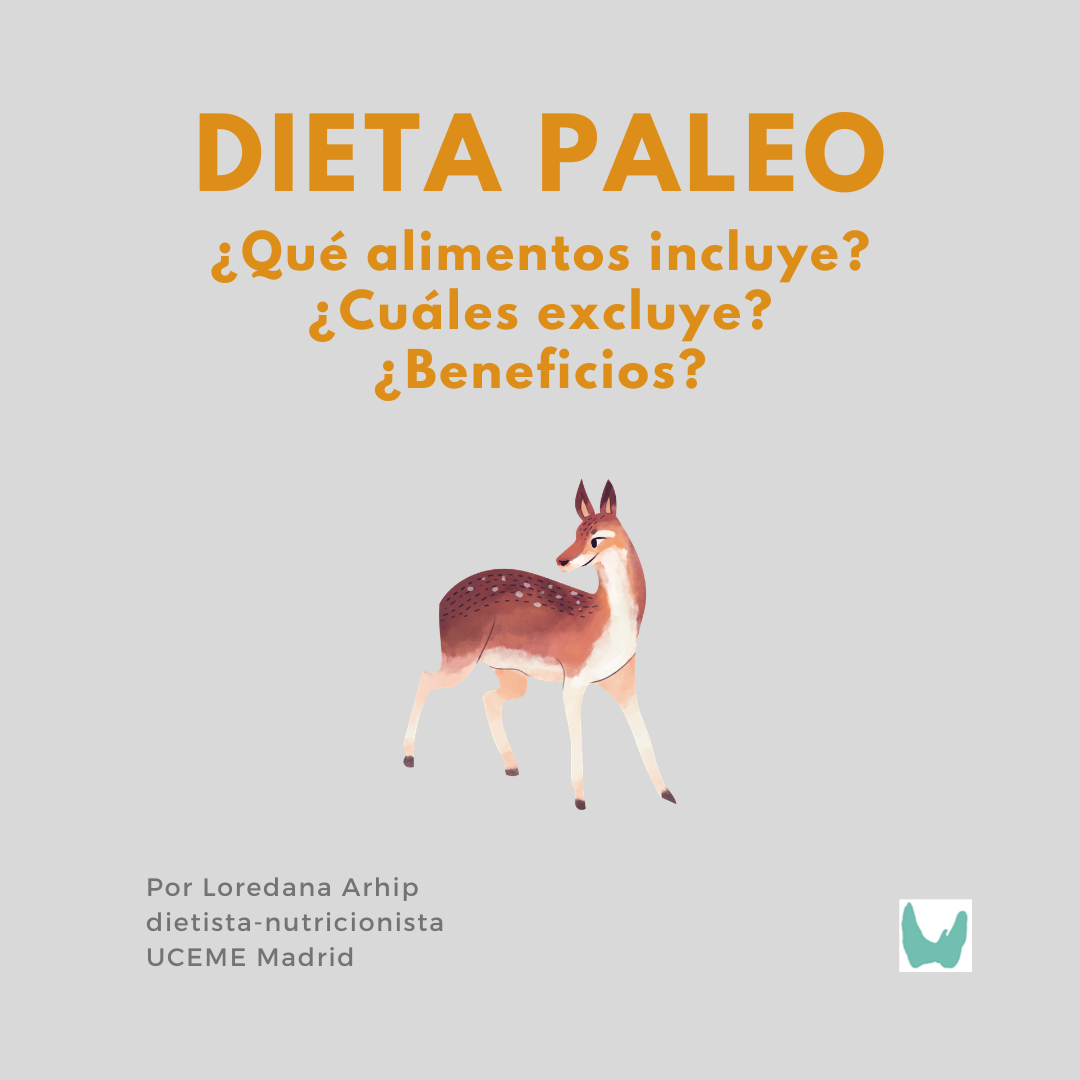 DIETA PALEO
¿Qué alimentos incluye?
¿Cuáles excluye?
¿Beneficios?
Por Loredana Arhip
dietista-nutricionista
UCEME Madrid